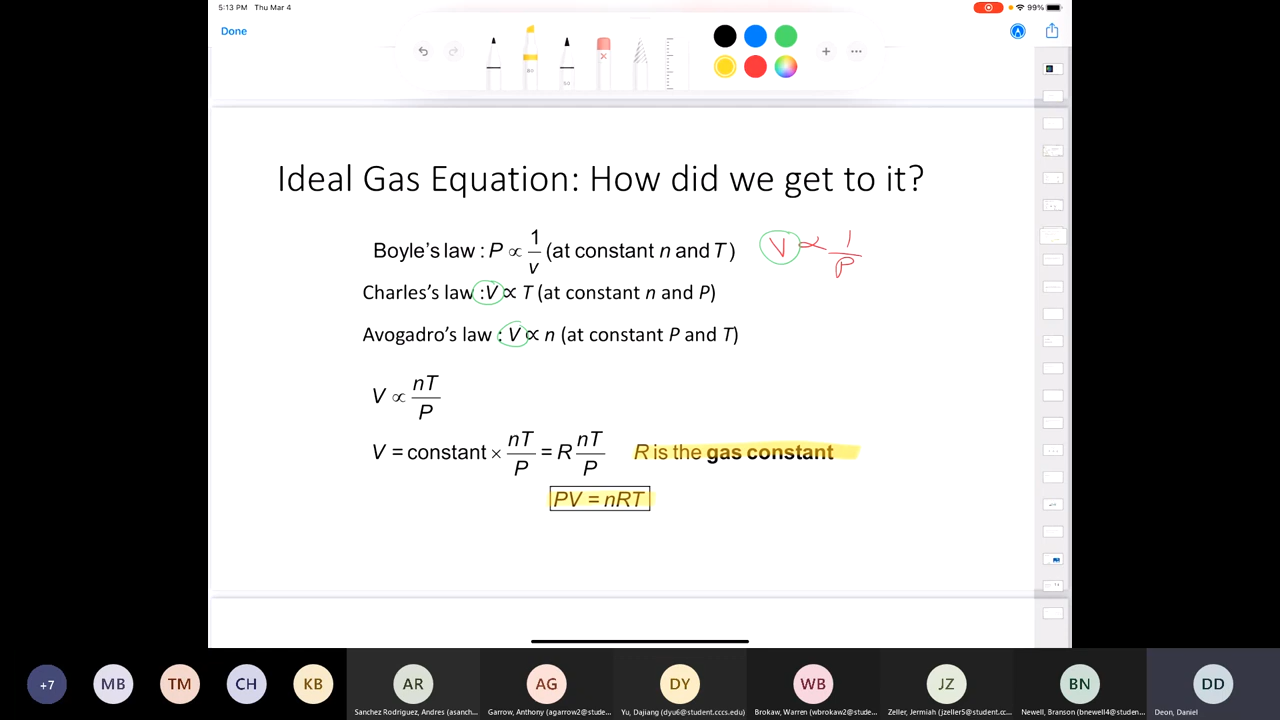 5:13 PM Thu Mar 4
99%
Done
Ideal Gas Equation: How did we get to it?
Boyle's law : P ∝ 1/v (at constant n and T)
V ∝ 1/P
Charles's law :V ∝ T (at constant n and P)
Avogadro's law : V ∝ n (at constant P and T)
V ∝ nT/P
V = constant × nT/P = R nT/P R is the gas constant
PV = nRT
+7 MB TM CH KB AR AG DY WB JZ BN DD
Sanchez Rodriguez, Andres (asanch... Garrow, Anthony (agarrow2@stude... Yu, Dajiang (dyu6@student.cccs.edu) Brokaw, Warren (wbrokaw2@stude... Zeller, Jermiah (jzeller5@student.cc... Newell, Branson (bnewell4@studen... Deon, Daniel